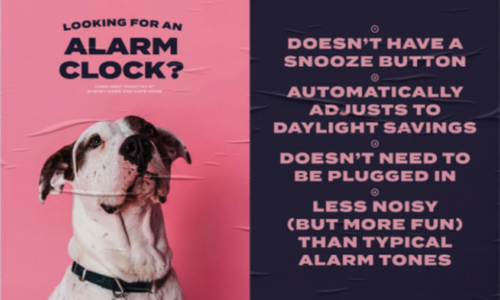 LOOKING FOR AN
ALARM
CLOCK?
DOESN'T HAVE A
SNOOZE BUTTON
AUTOMATICALLY
ADJUSTS TO
DAYLIGHT SAVINGS
DOESN'T NEED TO
BE PLUGGED IN
LESS NOISY
(BUT MORE FUN)
THAN TYPICAL
ALARM TONES